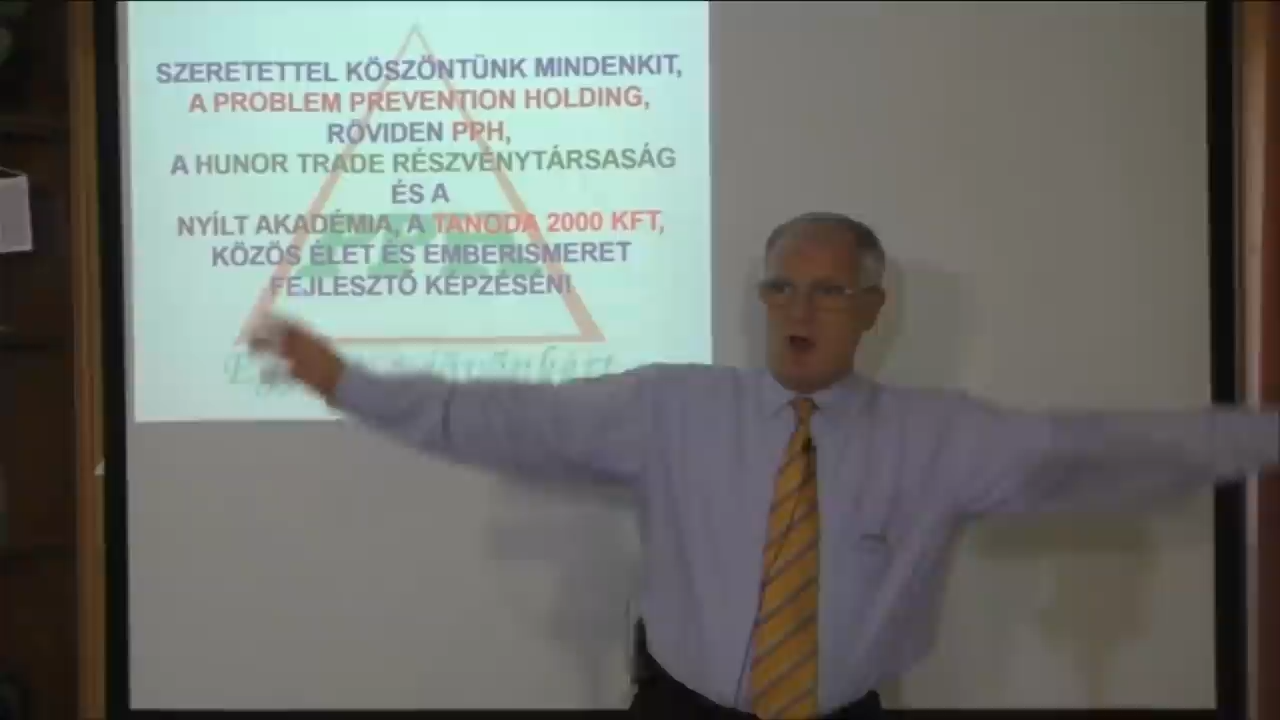 SZERETETTEL KÖSZÖNTÜNK MINDENKIT,
A PROBLEM PREVENTION HOLDING,
RÖVIDEN PPH,
A HUNOR TRADE RÉSZVÉNYTÁRSASÁG
ÉS A
NYÍLT AKADÉMIA, A TANODA 2000 KFT,
KÖZÖS ÉLET ÉS EMBERISMERET
FEJLESZTŐ KÉPZÉSÉN!